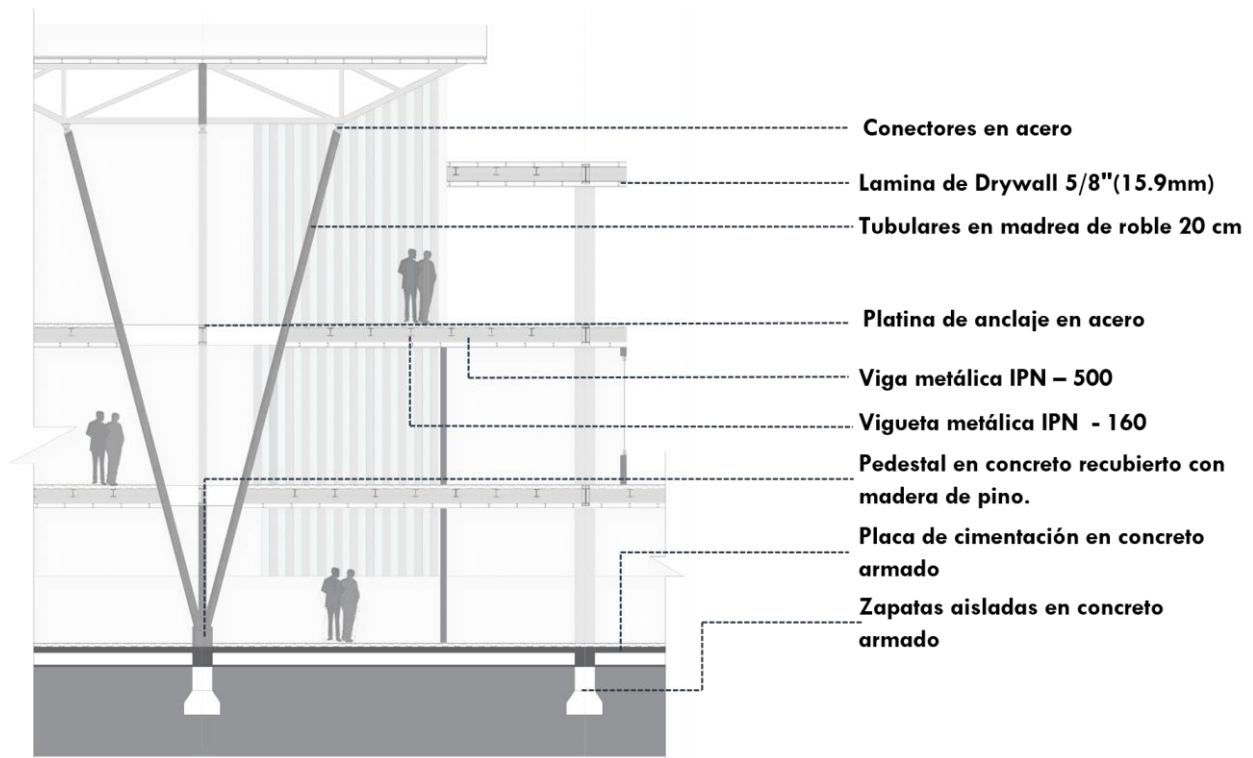 Conectores en acero
Lamina de Drywall 5/8"(15.9mm)
Tubulares en madrea de roble 20 cm
Platina de anclaje en acero
Viga metálica IPN – 500
Vigueta metálica IPN - 160
Pedestal en concreto recubierto con
madera de pino.
Placa de cimentación en concreto
armado
Zapatas aisladas en concreto
armado